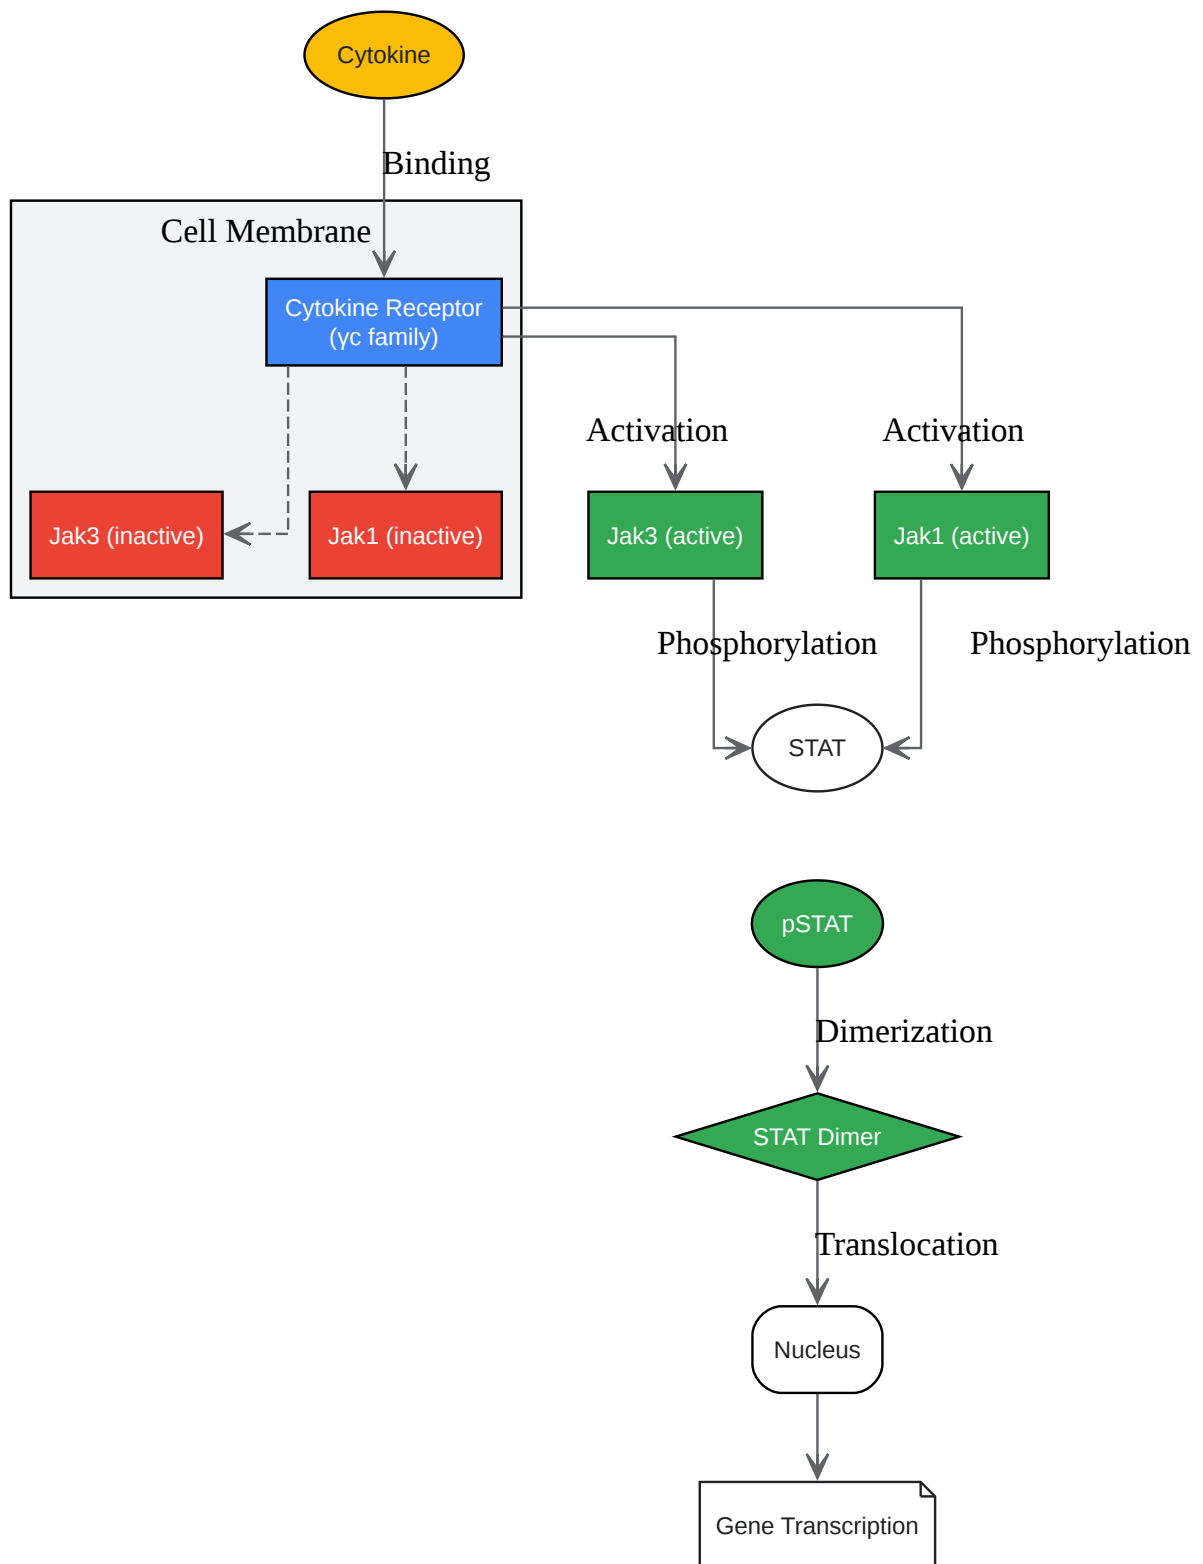 Cytokine
Binding
Cell Membrane
Cytokine Receptor
(γc family)
Activation
Activation
Jak3 (inactive)
Jak1 (inactive)
Jak3 (active)
Jak1 (active)
Phosphorylation
Phosphorylation
STAT
pSTAT
Dimerization
STAT Dimer
Translocation
Nucleus
Gene Transcription